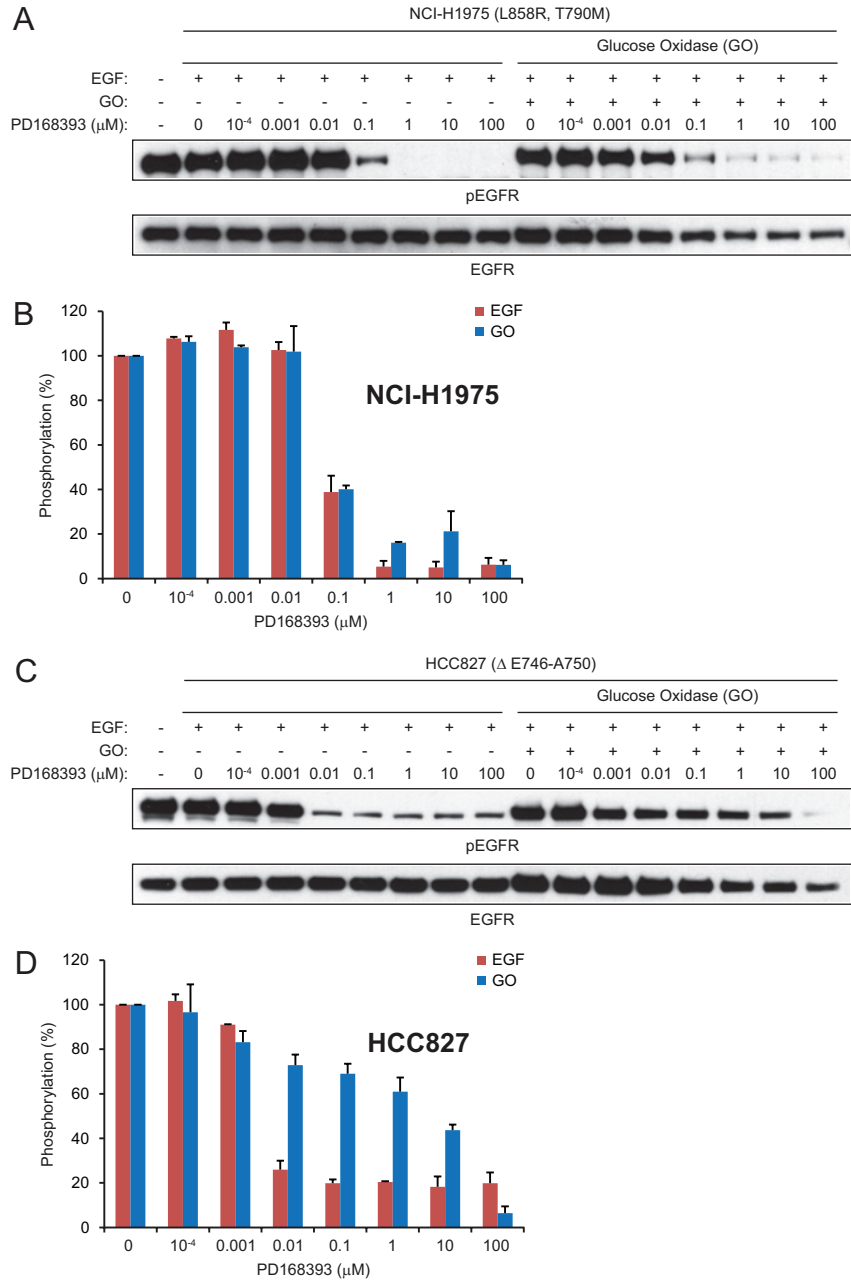 A
NCI-H1975 (L858R, T790M)
Glucose Oxidase (GO)
EGF: - + + + + + + + + + + + + + + + +
GO: - - - - - - - - - + + + + + + + +
PD168393 (μM): - 0 10⁻⁴ 0.001 0.01 0.1 1 10 100 0 10⁻⁴ 0.001 0.01 0.1 1 10 100
pEGFR
EGFR
B
120
100
80
60
40
20
0
Phosphorylation (%)
EGF
GO
NCI-H1975
0 10⁻⁴ 0.001 0.01 0.1 1 10 100
PD168393 (μM)
C
HCC827 (Δ E746-A750)
Glucose Oxidase (GO)
EGF: - + + + + + + + + + + + + + + + +
GO: - - - - - - - - - + + + + + + + +
PD168393 (μM): - 0 10⁻⁴ 0.001 0.01 0.1 1 10 100 0 10⁻⁴ 0.001 0.01 0.1 1 10 100
pEGFR
EGFR
D
120
100
80
60
40
20
0
Phosphorylation (%)
EGF
GO
HCC827
0 10⁻⁴ 0.001 0.01 0.1 1 10 100
PD168393 (μM)